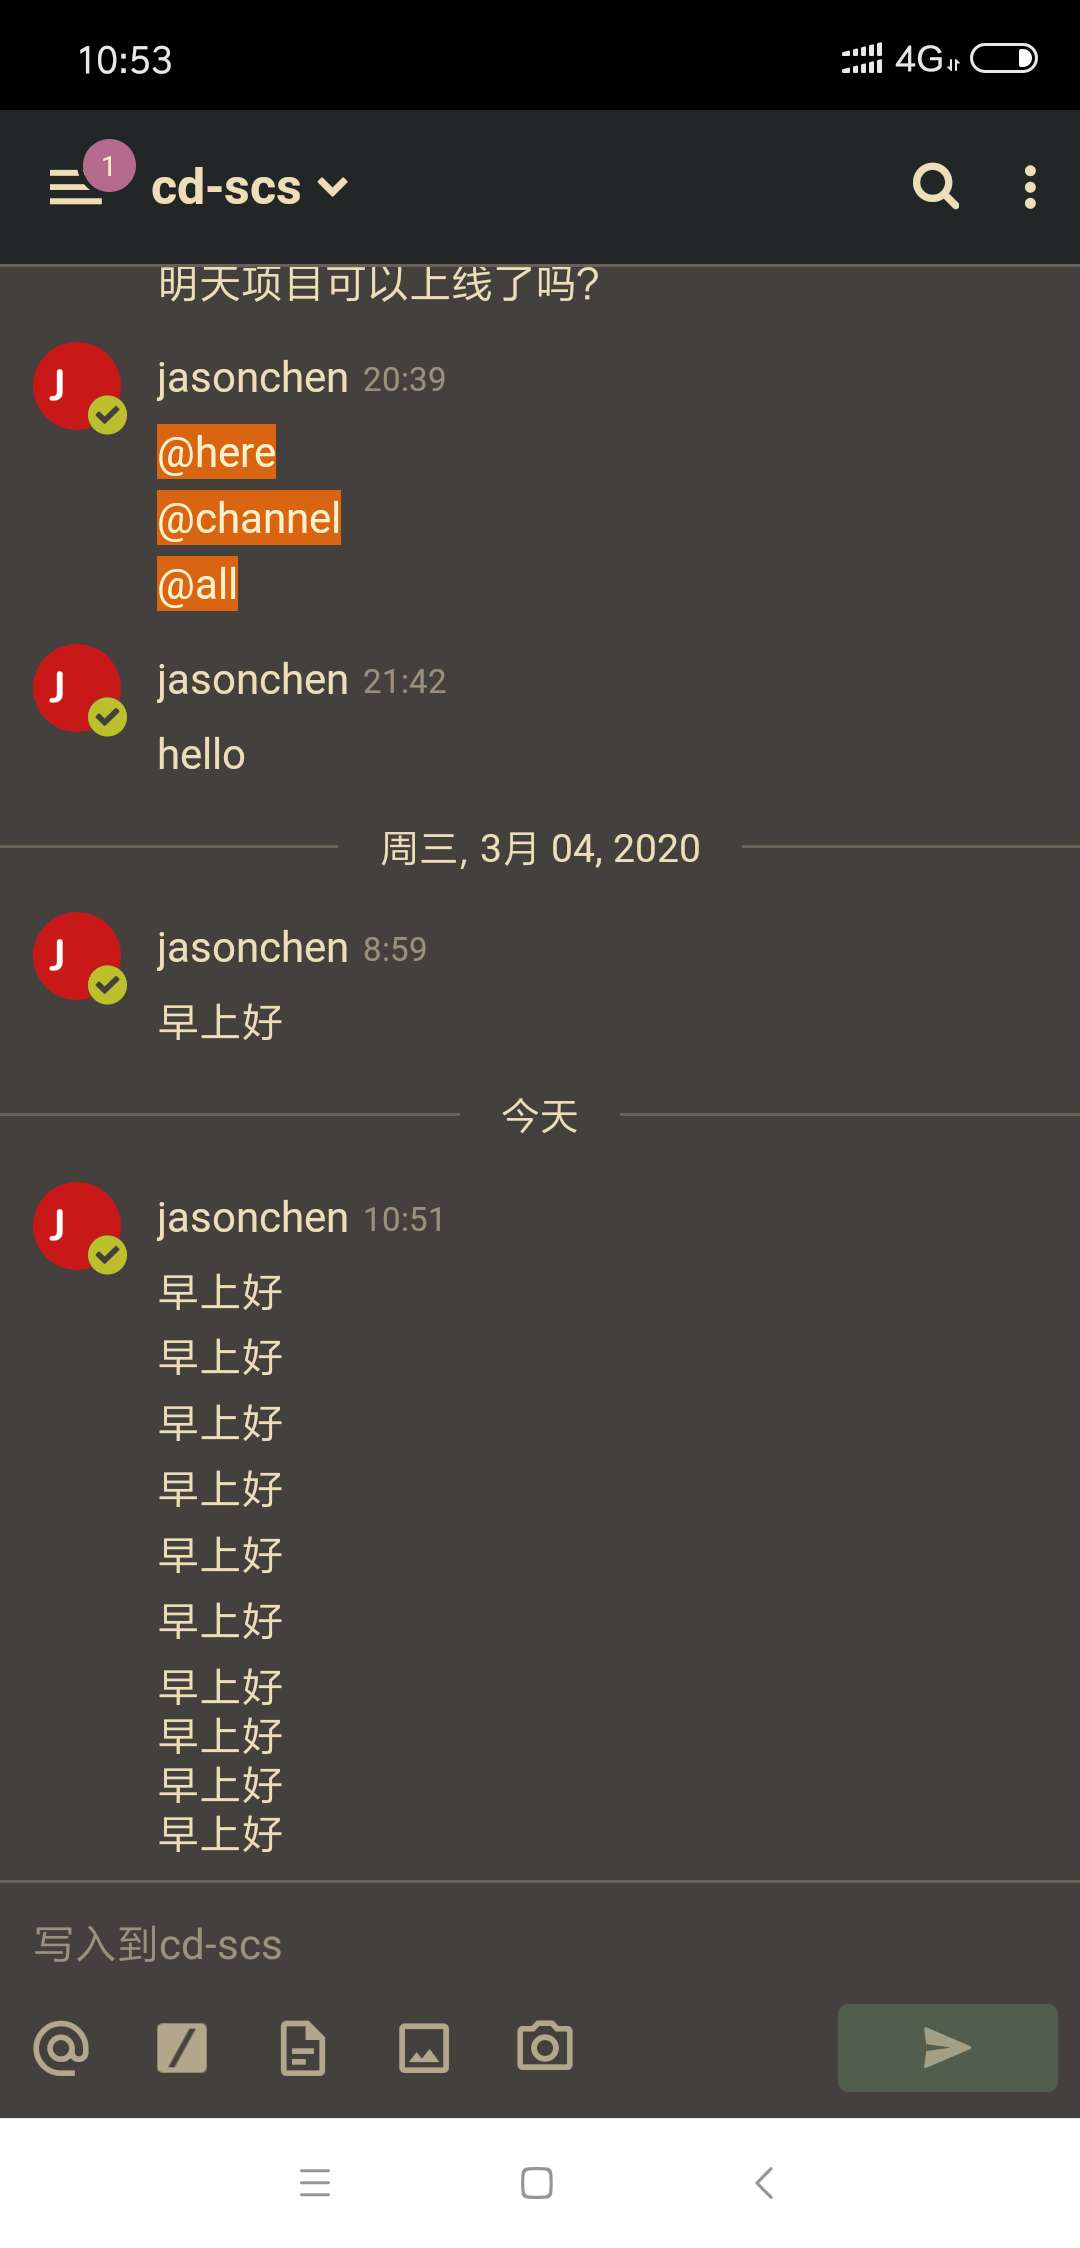 10:53
4G
1
cd-scs
明天项目可以上线了吗?
J
jasonchen 20:39
@here
@channel
@all
J
jasonchen 21:42
hello
周三, 3月 04, 2020
J
jasonchen 8:59
早上好
今天
J
jasonchen 10:51
早上好
早上好
早上好
早上好
早上好
早上好
早上好
早上好
早上好
早上好
写入到cd-scs